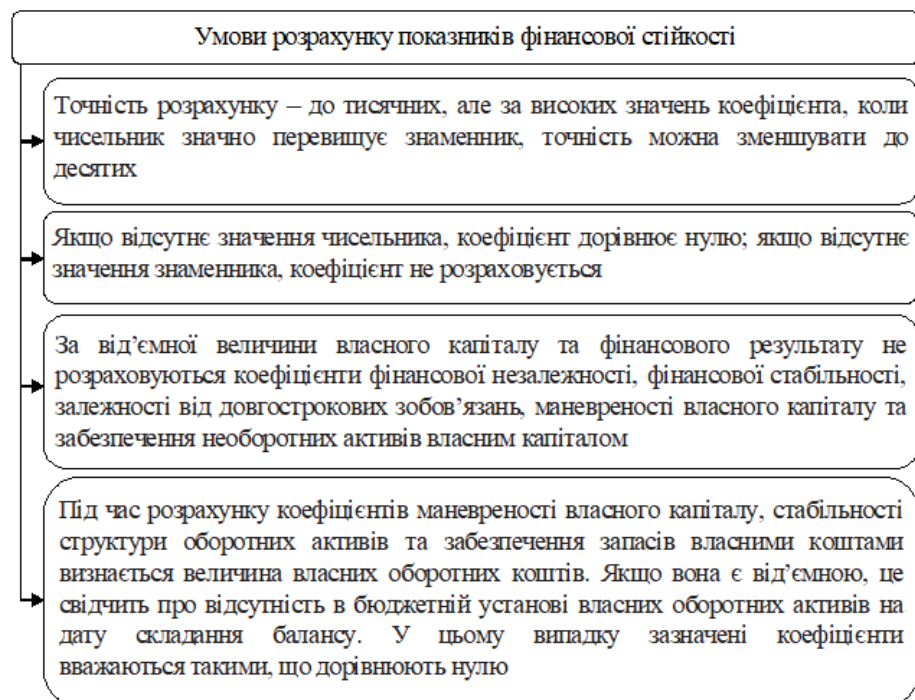 Умови розрахунку показників фінансової стійкості
Точність розрахунку – до тисячних, але за високих значень коефіцієнта, коли
чисельник значно перевищує знаменник, точність можна зменшувати до
десятих
Якщо відсутнє значення чисельника, коефіцієнт дорівнює нулю; якщо відсутнє
значення знаменника, коефіцієнт не розраховується
За від’ємної величини власного капіталу та фінансового результату не
розраховуються коефіцієнти фінансової незалежності, фінансової стабільності,
залежності від довгострокових зобов’язань, маневреності власного капіталу та
забезпечення необоротних активів власним капіталом
Під час розрахунку коефіцієнтів маневреності власного капіталу, стабільності
структури оборотних активів та забезпечення запасів власними коштами
визнається величина власних оборотних коштів. Якщо вона є від’ємною, це
свідчить про відсутність в бюджетній установі власних оборотних активів на
дату складання балансу. У цьому випадку зазначені коефіцієнти
вважаються такими, що дорівнюють нулю